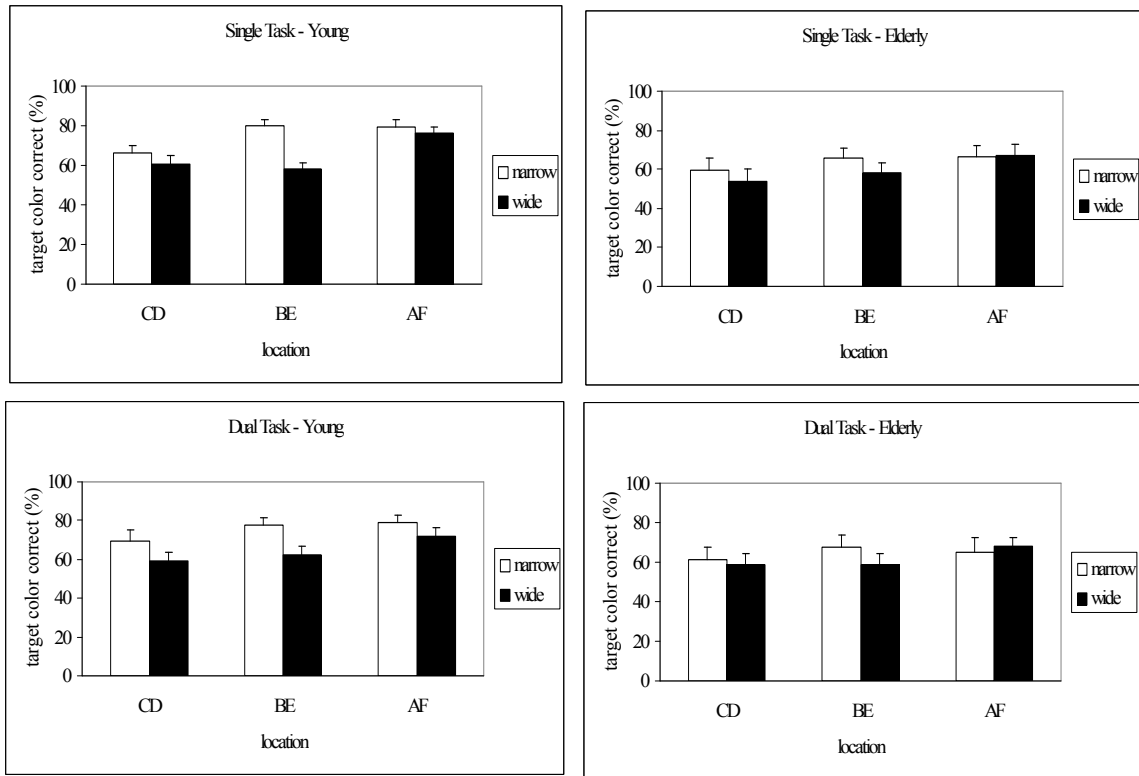 Single Task - Young
target color correct (%)
100
80
60
40
20
0
CD BE AF
location
narrow
wide
Single Task - Elderly
target color correct (%)
100
80
60
40
20
0
CD BE AF
location
narrow
wide
Dual Task - Young
target color correct (%)
100
80
60
40
20
0
CD BE AF
location
narrow
wide
Dual Task - Elderly
target color correct (%)
100
80
60
40
20
0
CD BE AF
location
narrow
wide